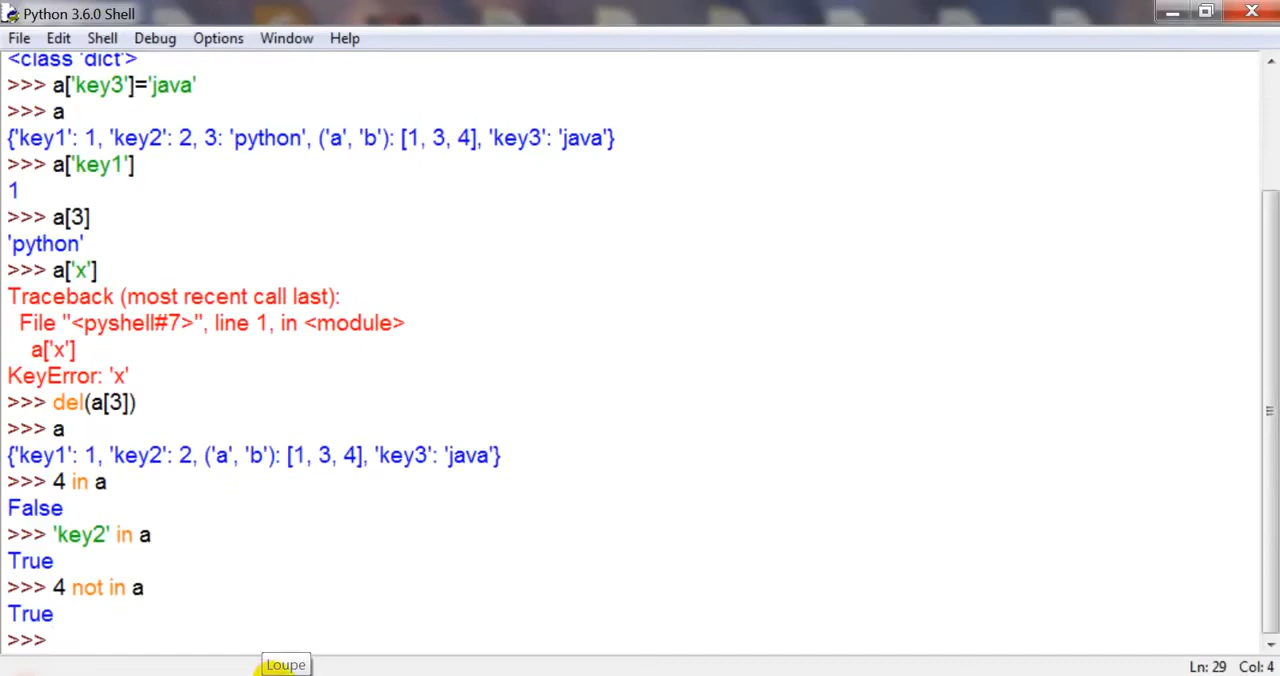 Python 3.6.0 Shell
File Edit Shell Debug Options Window Help
<class 'dict'>
>>> a['key3']='java'
>>> a
{'key1': 1, 'key2': 2, 3: 'python', ('a', 'b'): [1, 3, 4], 'key3': 'java'}
>>> a['key1']
1
>>> a[3]
'python'
>>> a['x']
Traceback (most recent call last):
  File "<pyshell#7>", line 1, in <module>
    a['x']
KeyError: 'x'
>>> del(a[3])
>>> a
{'key1': 1, 'key2': 2, ('a', 'b'): [1, 3, 4], 'key3': 'java'}
>>> 4 in a
False
>>> 'key2' in a
True
>>> 4 not in a
True
>>>
Loupe
Ln: 29 Col: 4